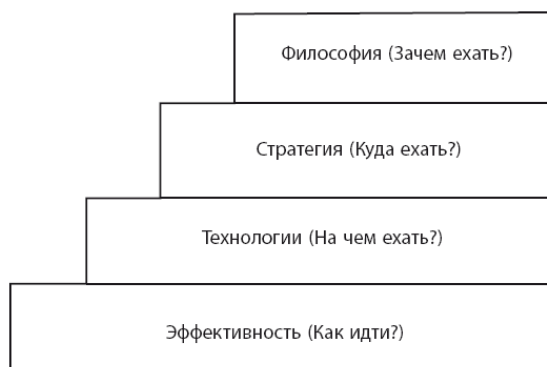 Философия (Зачем ехать?)
Стратегия (Куда ехать?)
Технологии (На чем ехать?)
Эффективность (Как идти?)